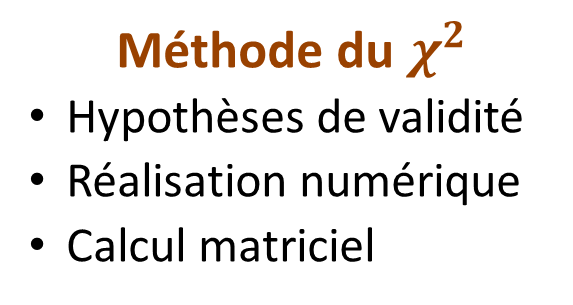 Méthode du χ²
• Hypothèses de validité
• Réalisation numérique
• Calcul matriciel